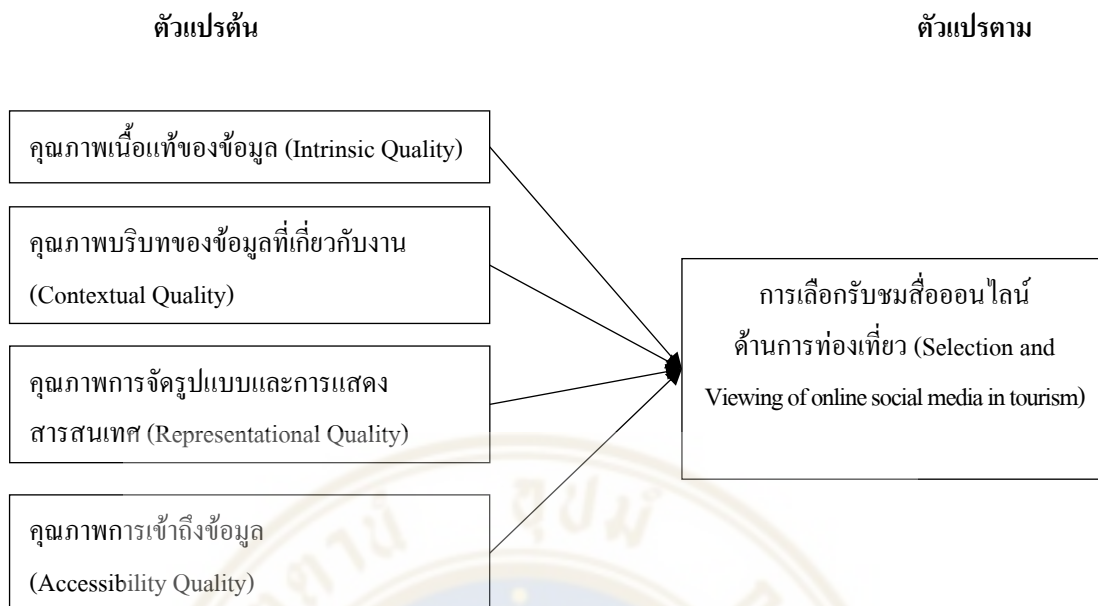 ตัวแปรต้น
ตัวแปรตาม
คุณภาพเนื้อแท้ของข้อมูล (Intrinsic Quality)
คุณภาพบริบทของข้อมูลที่เกี่ยวกับงาน
(Contextual Quality)
คุณภาพการจัดรูปแบบและการแสดง
สารสนเทศ (Representational Quality)
คุณภาพการเข้าถึงข้อมูล
(Accessibility Quality)
การเลือกรับชมสื่อออนไลน์
ด้านการท่องเที่ยว (Selection and
Viewing of online social media in tourism)